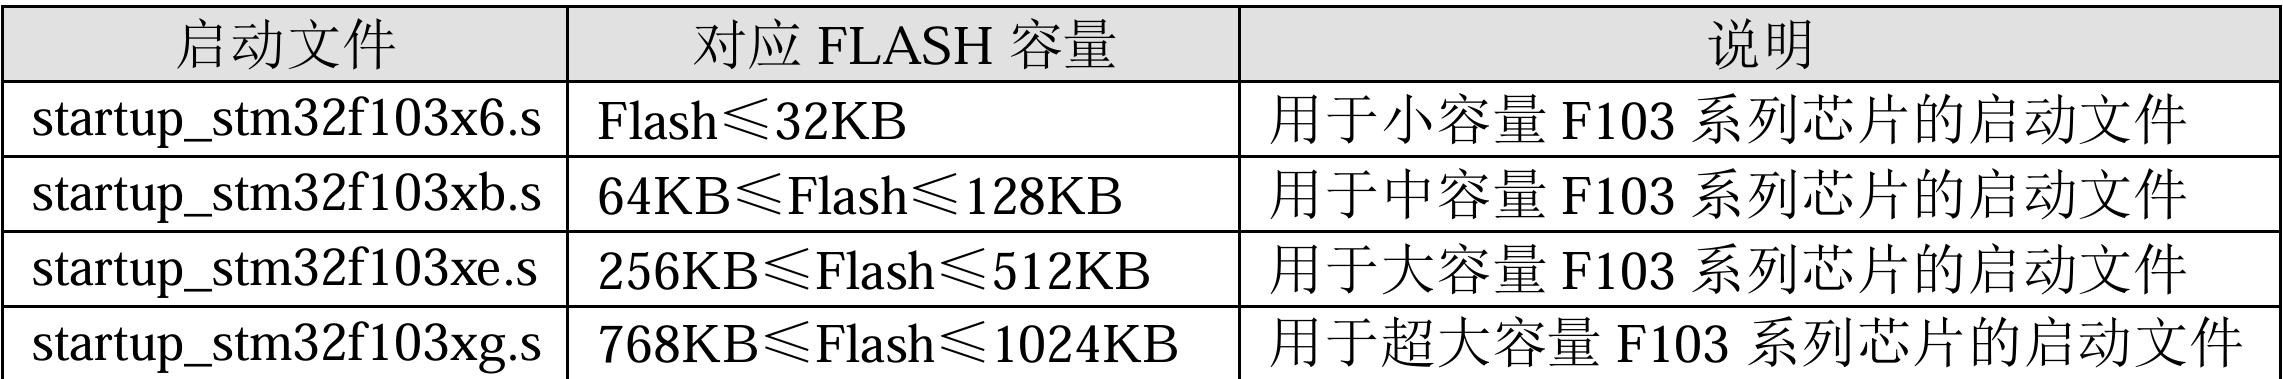 启动文件 对应 FLASH 容量 说明
startup_stm32f103x6.s Flash≤32KB 用于小容量 F103 系列芯片的启动文件
startup_stm32f103xb.s 64KB≤Flash≤128KB 用于中容量 F103 系列芯片的启动文件
startup_stm32f103xe.s 256KB≤Flash≤512KB 用于大容量 F103 系列芯片的启动文件
startup_stm32f103xg.s 768KB≤Flash≤1024KB 用于超大容量 F103 系列芯片的启动文件